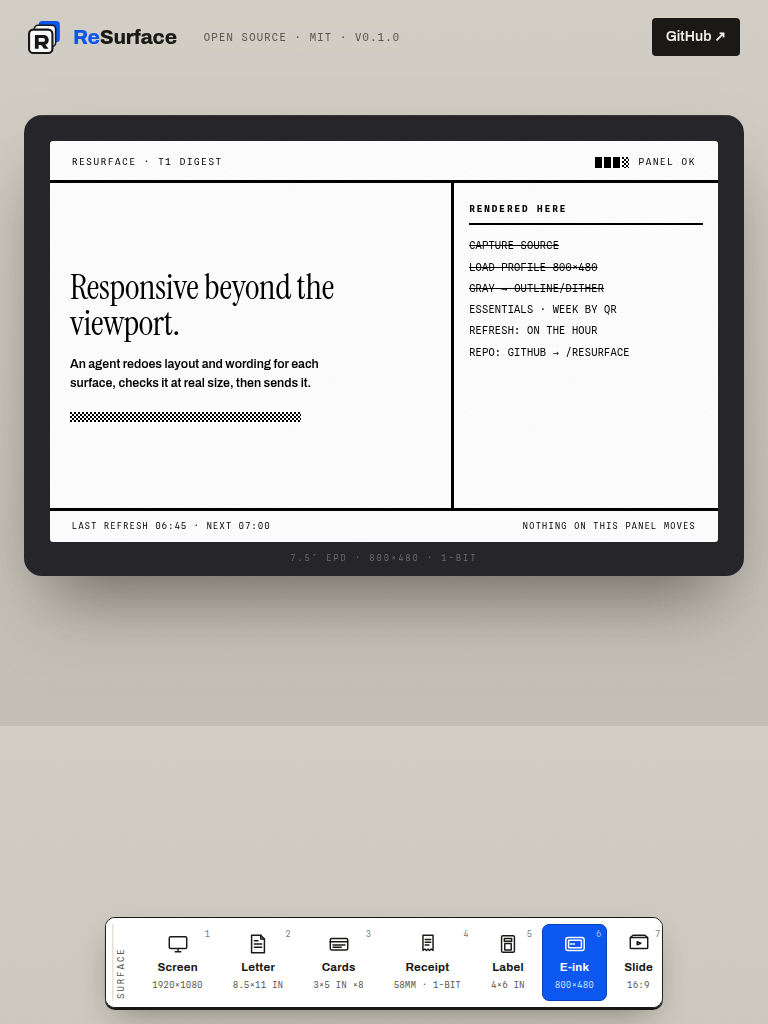 R ReSurface
OPEN SOURCE · MIT · V0.1.0
GitHub ↗
RESURFACE · T1 DIGEST
PANEL OK
Responsive beyond the
viewport.
An agent redoes layout and wording for each
surface, checks it at real size, then sends it.
RENDERED HERE
CAPTURE SOURCE
LOAD PROFILE 800×480
GRAY → OUTLINE/DITHER
ESSENTIALS · WEEK BY QR
REFRESH: ON THE HOUR
REPO: GITHUB → /RESURFACE
LAST REFRESH 06:45 · NEXT 07:00
NOTHING ON THIS PANEL MOVES
7.5″ EPD · 800×480 · 1-BIT
SURFACE
1
Screen
1920×1080
2
Letter
8.5×11 IN
3
Cards
3×5 IN ×8
4
Receipt
58MM · 1-BIT
5
Label
4×6 IN
6
E-ink
800×480
7
Slide
16:9